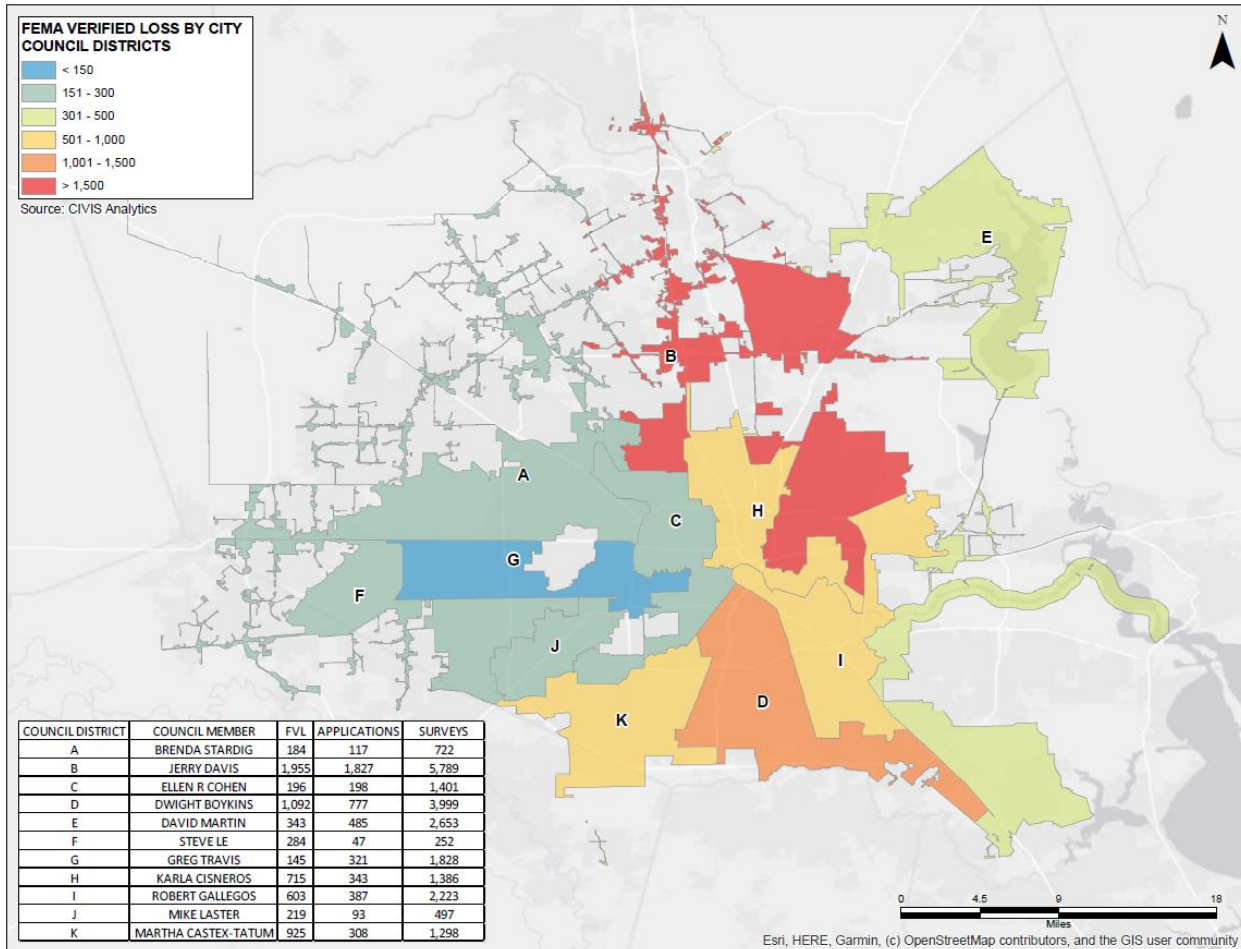 FEMA VERIFIED LOSS BY CITY
COUNCIL DISTRICTS
< 150
151 - 300
301 - 500
501 - 1,000
1,001 - 1,500
> 1,500
Source: CIVIS Analytics
N
E
B
A
C
H
G
F
J
I
K
D
COUNCIL DISTRICT COUNCIL MEMBER FVL APPLICATIONS SURVEYS
A BRENDA STARDIG 184 117 722
B JERRY DAVIS 1,955 1,827 5,789
C ELLEN R COHEN 196 198 1,401
D DWIGHT BOYKINS 1,092 777 3,999
E DAVID MARTIN 343 485 2,653
F STEVE LE 284 47 252
G GREG TRAVIS 145 321 1,828
H KARLA CISNEROS 715 343 1,386
I ROBERT GALLEGOS 603 387 2,223
J MIKE LASTER 219 93 497
K MARTHA CASTEX-TATUM 925 308 1,298
0 4.5 9 18
Miles
Esri, HERE, Garmin, (c) OpenStreetMap contributors, and the GIS user community